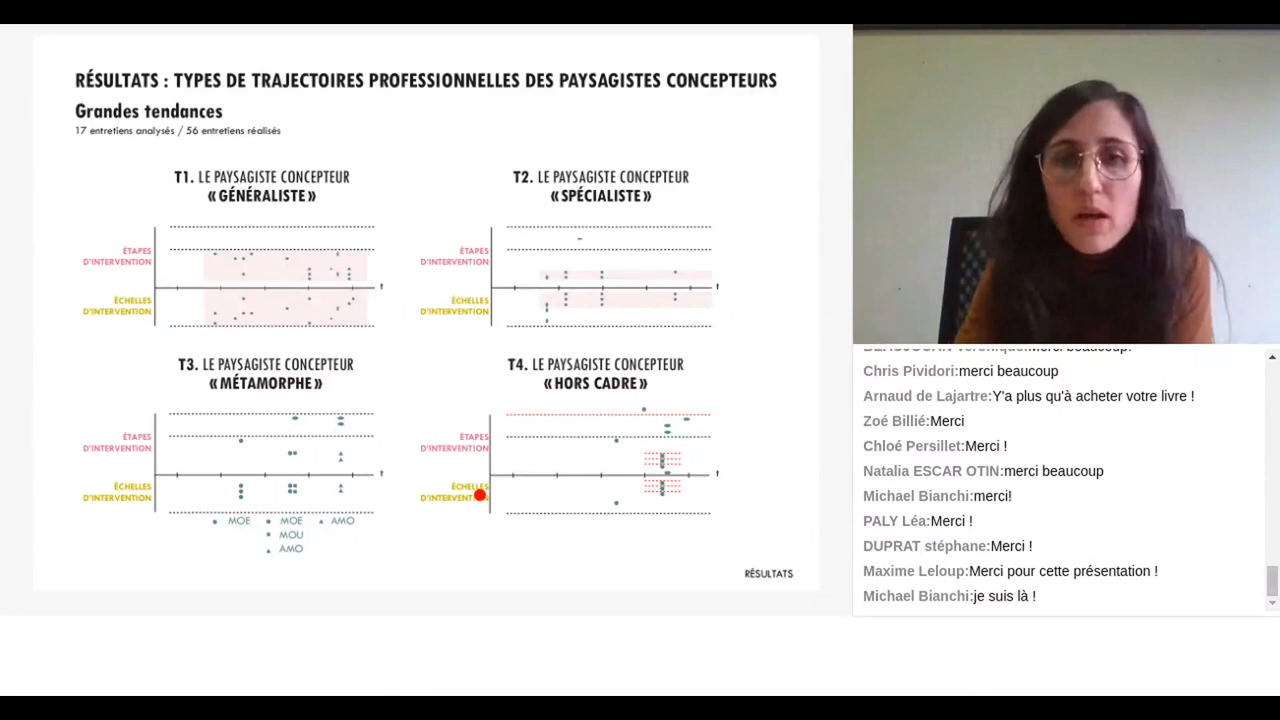 RÉSULTATS : TYPES DE TRAJECTOIRES PROFESSIONNELLES DES PAYSAGISTES CONCEPTEURS
Grandes tendances
17 entretiens analysés / 56 entretiens réalisés
T1. LE PAYSAGISTE CONCEPTEUR
« GÉNÉRALISTE »
ÉTAPES
D'INTERVENTION
ÉCHELLES
D'INTERVENTION
t
T2. LE PAYSAGISTE CONCEPTEUR
« SPÉCIALISTE »
ÉTAPES
D'INTERVENTION
ÉCHELLES
D'INTERVENTION
t
T3. LE PAYSAGISTE CONCEPTEUR
« MÉTAMORPHE »
ÉTAPES
D'INTERVENTION
ÉCHELLES
D'INTERVENTION
MOE MOE AMO
MOU
AMO
T4. LE PAYSAGISTE CONCEPTEUR
« HORS CADRE »
ÉTAPES
D'INTERVENTION
ÉCHELLES
D'INTERVENTION
t
RÉSULTATS
Chris Pividori:merci beaucoup
Arnaud de Lajartre:Y'a plus qu'à acheter votre livre !
Zoé Billié:Merci
Chloé Persillet:Merci !
Natalia ESCAR OTIN:merci beaucoup
Michael Bianchi:merci!
PALY Léa:Merci !
DUPRAT stéphane:Merci !
Maxime Leloup:Merci pour cette présentation !
Michael Bianchi:je suis là !